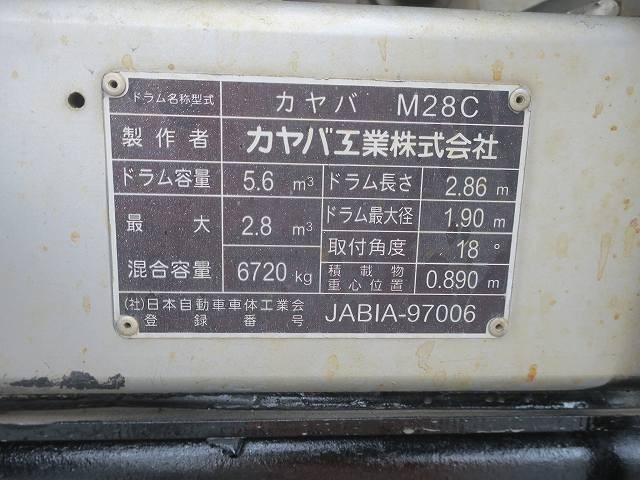 ドラム名称型式 カヤバ M28C
製作者 カヤバ工業株式会社
ドラム容量 5.6 m³ ドラム長さ 2.86 m
最大混合容量 2.8 m³ ドラム最大径 1.90 m
取付角度 18 °
6720 kg 積載物重心位置 0.890 m
(社)日本自動車車体工業会
登録番号 JABIA-97006